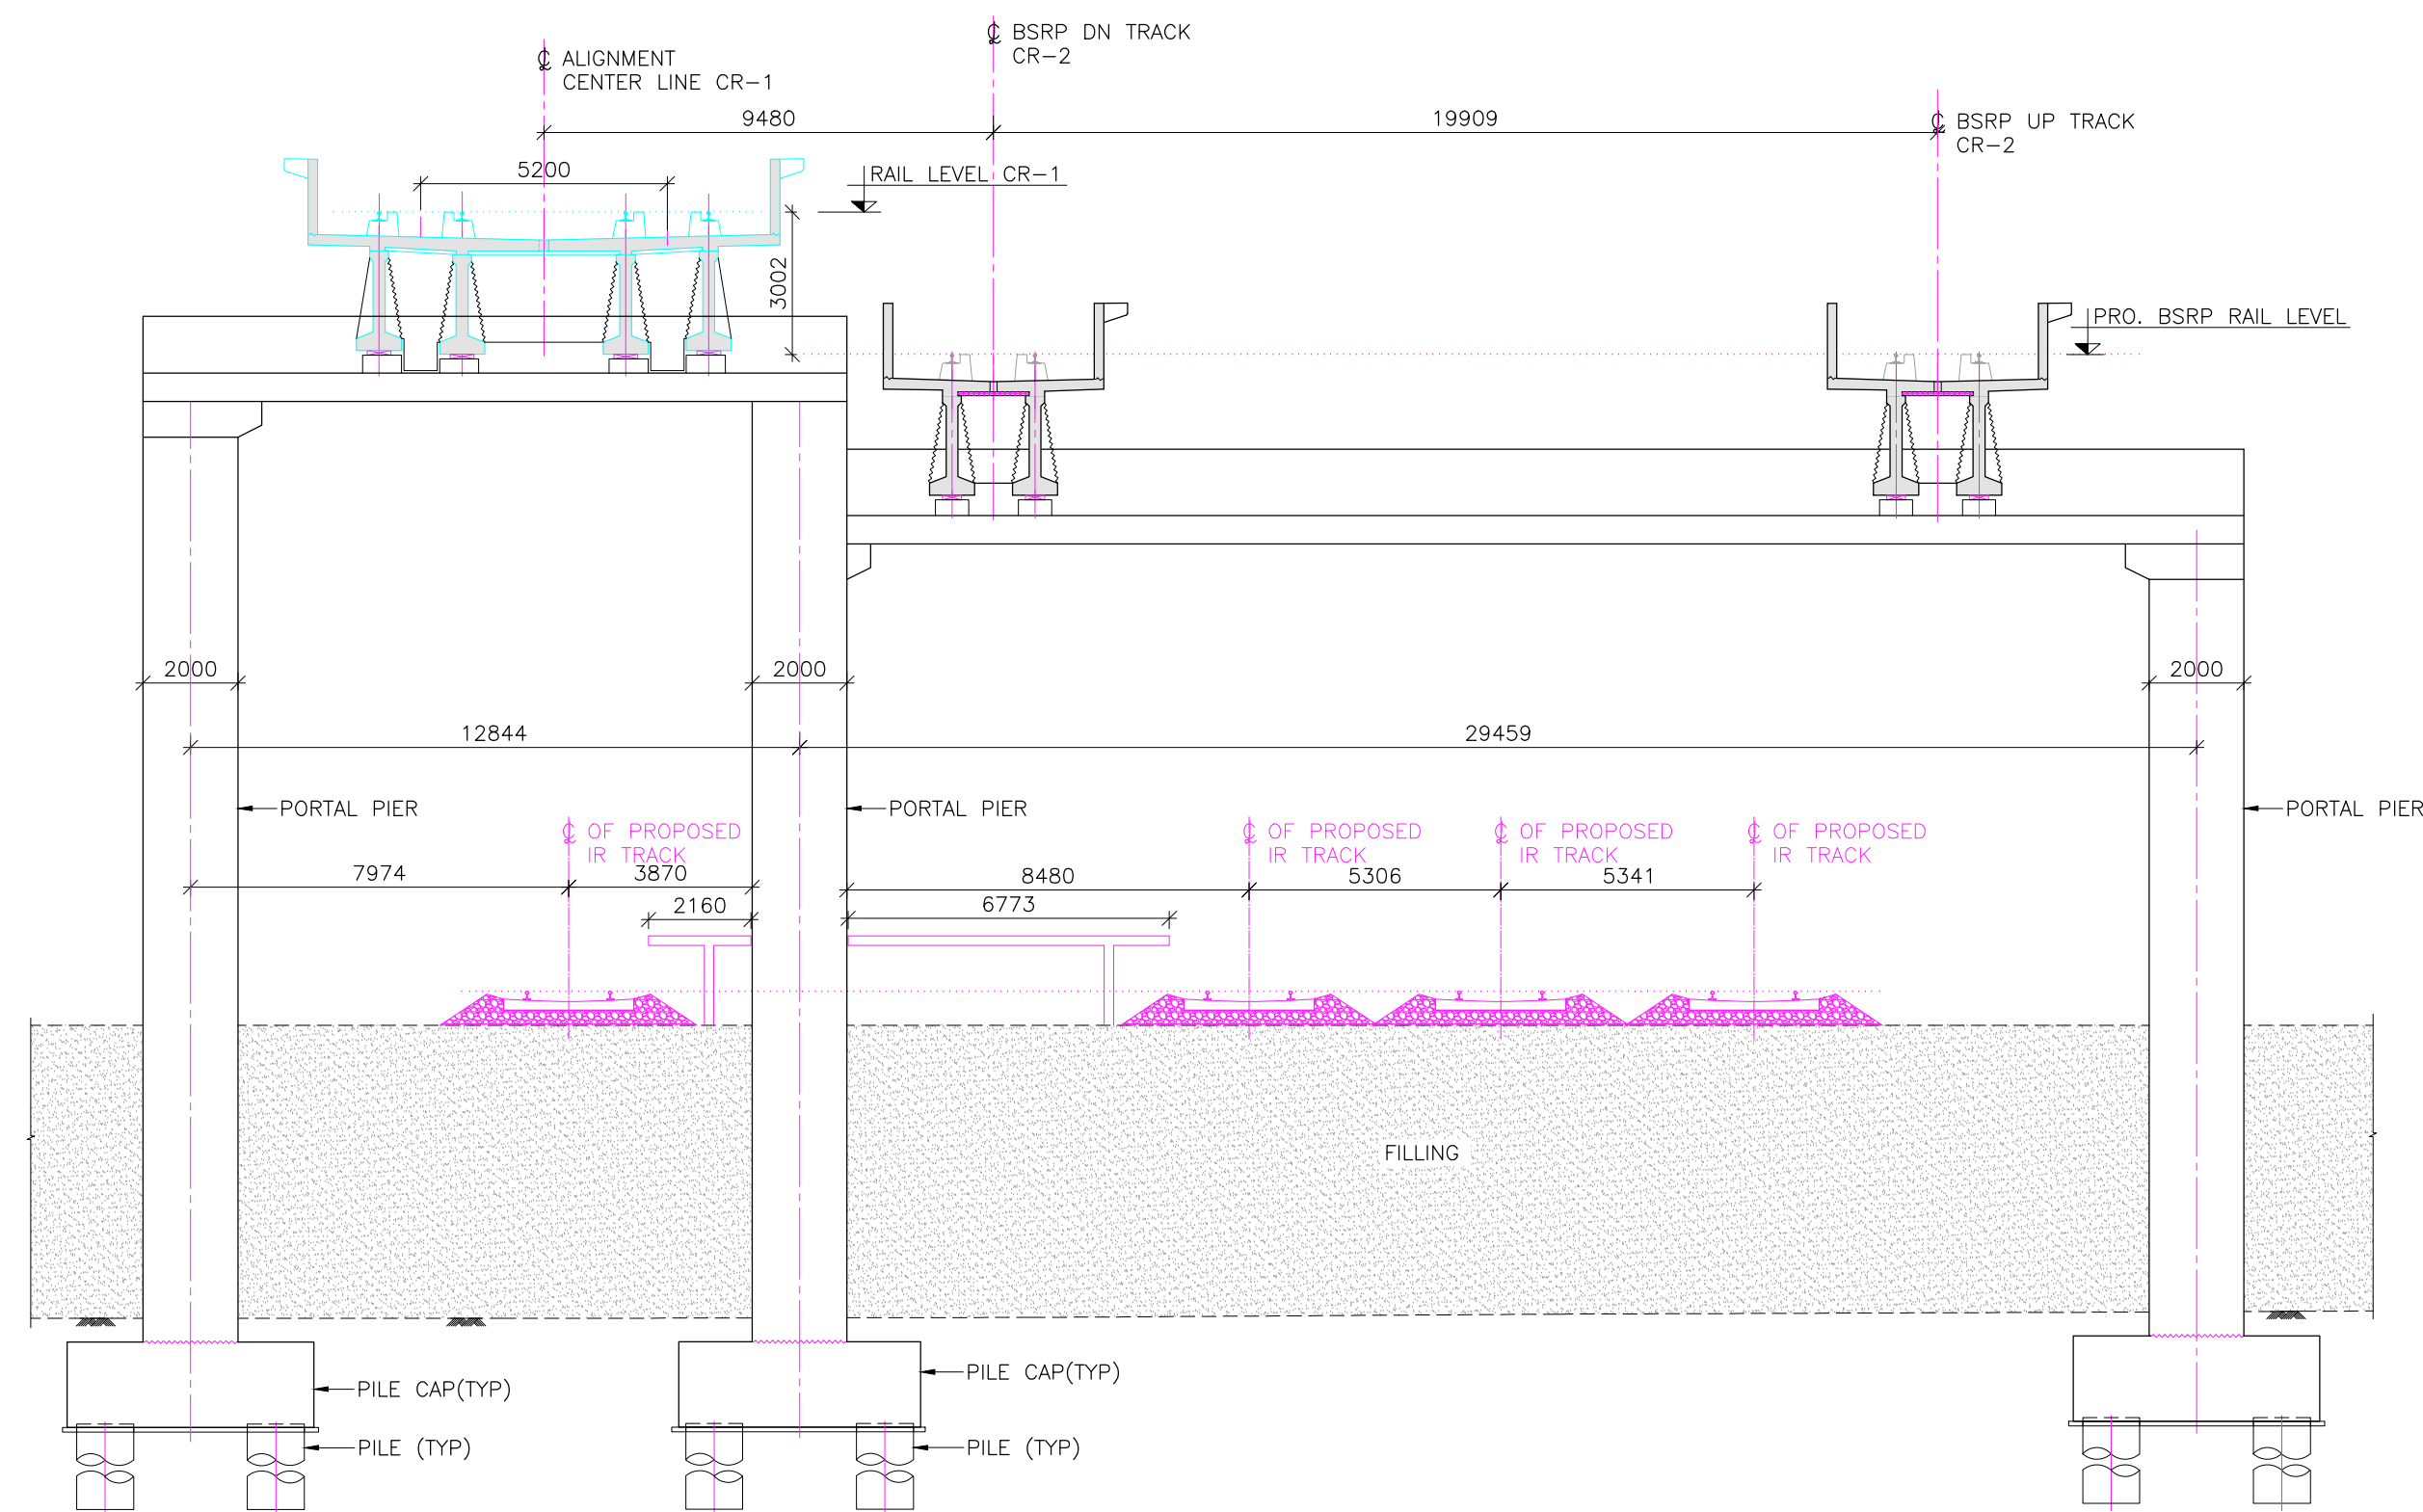 ℄ BSRP DN TRACK
CR-2
℄ ALIGNMENT
CENTER LINE CR-1
9480
19909
℄ BSRP UP TRACK
CR-2
5200
RAIL LEVEL CR-1
3002
PRO. BSRP RAIL LEVEL
2000
2000
2000
12844
29459
PORTAL PIER
PORTAL PIER
PORTAL PIER
℄ OF PROPOSED
IR TRACK
℄ OF PROPOSED
IR TRACK
℄ OF PROPOSED
IR TRACK
℄ OF PROPOSED
IR TRACK
7974
3870
8480
5306
5341
2160
6773
FILLING
PILE CAP(TYP)
PILE CAP(TYP)
PILE (TYP)
PILE (TYP)